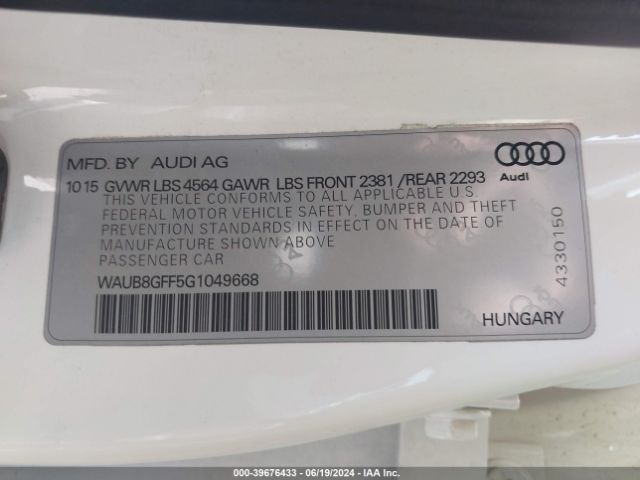 MFD. BY AUDI AG
Audi
10 15 GVWR LBS 4564 GAWR LBS FRONT 2381 /REAR 2293
THIS VEHICLE CONFORMS TO ALL APPLICABLE U.S.
FEDERAL MOTOR VEHICLE SAFETY, BUMPER AND THEFT
PREVENTION STANDARDS IN EFFECT ON THE DATE OF
MANUFACTURE SHOWN ABOVE
PASSENGER CAR
WAUB8GFF5G1049668
HUNGARY
4330150
000-39676433 - 06/19/2024 - IAA Inc.